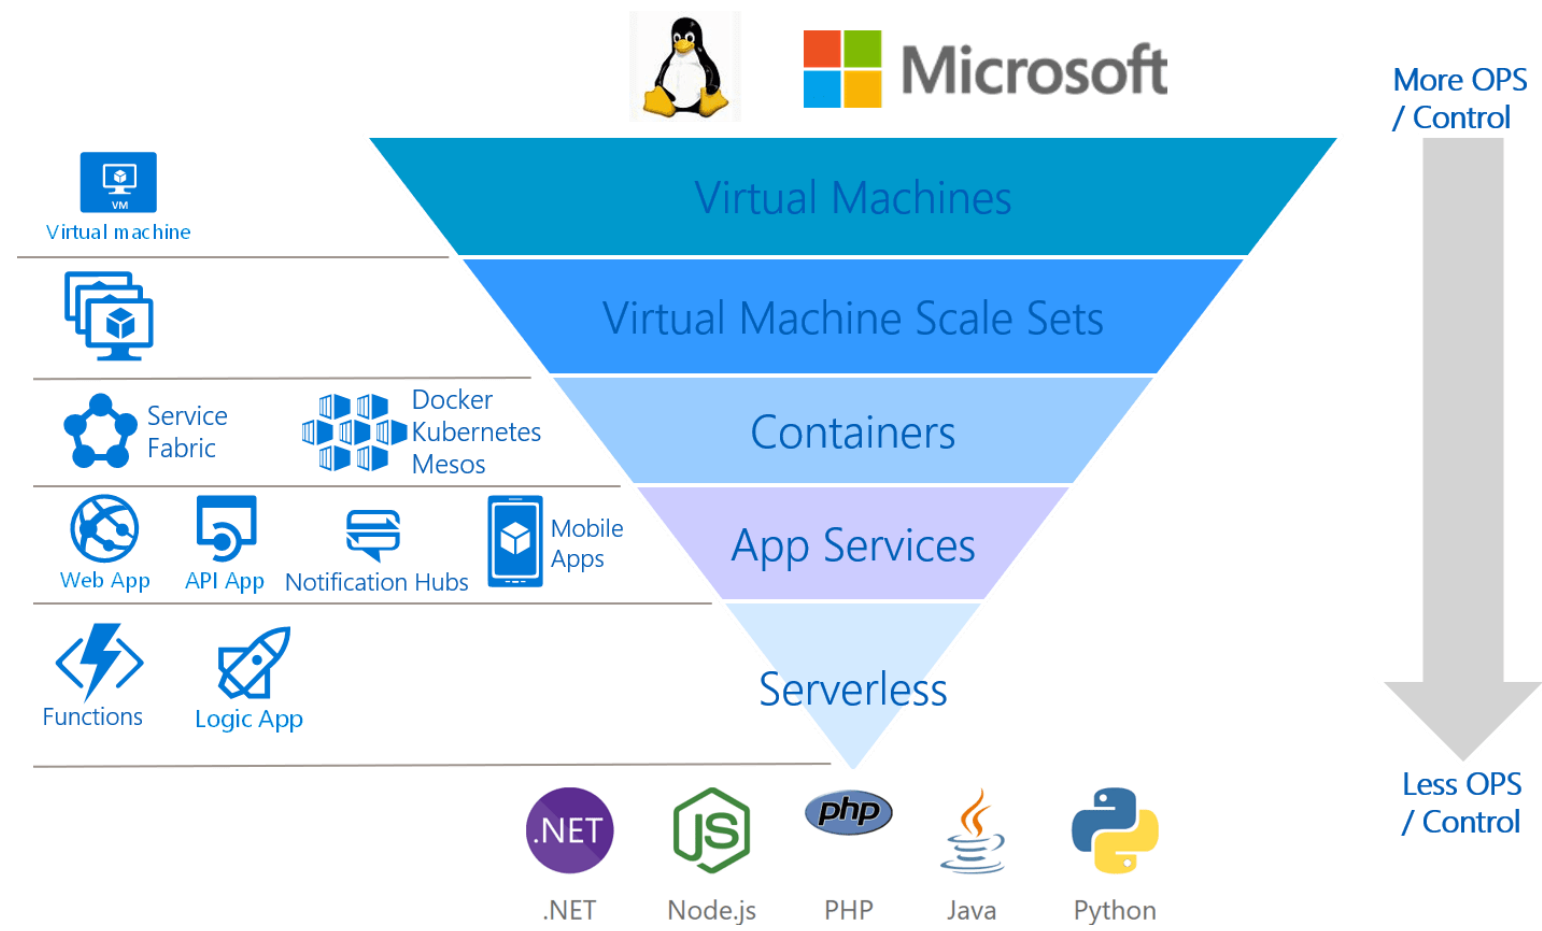 Microsoft
More OPS
/ Control
VM
Virtual machine
Virtual Machines
Virtual Machine Scale Sets
Service
Fabric
Docker
Kubernetes
Mesos
Containers
Web App
API App
Notification Hubs
Mobile
Apps
App Services
Functions
Logic App
Serverless
Less OPS
/ Control
.NET
JS
php
.NET
Node.js
PHP
Java
Python